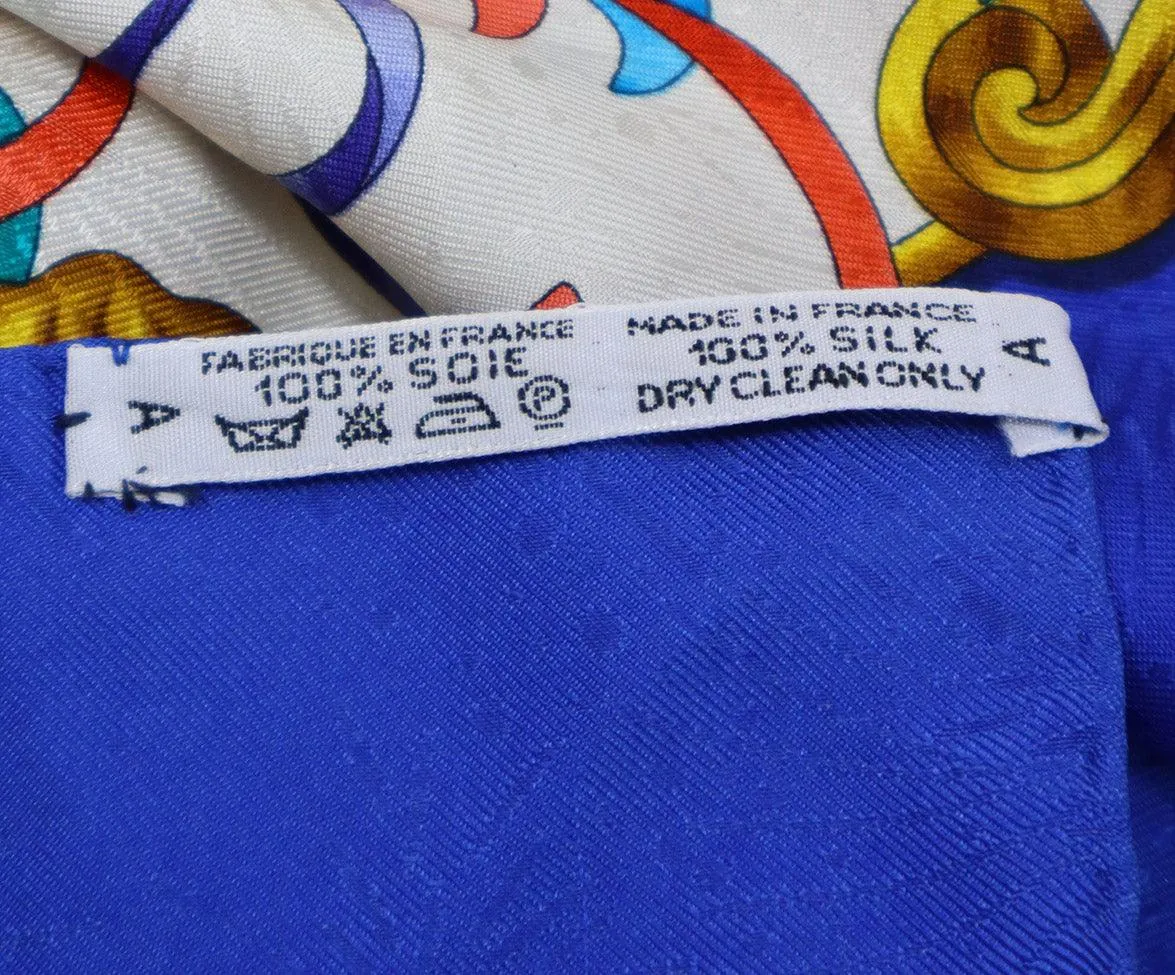 FABRIQUE EN FRANCE
100% SOIE
P
MADE IN FRANCE
100% SILK
DRY CLEAN ONLY
A
A